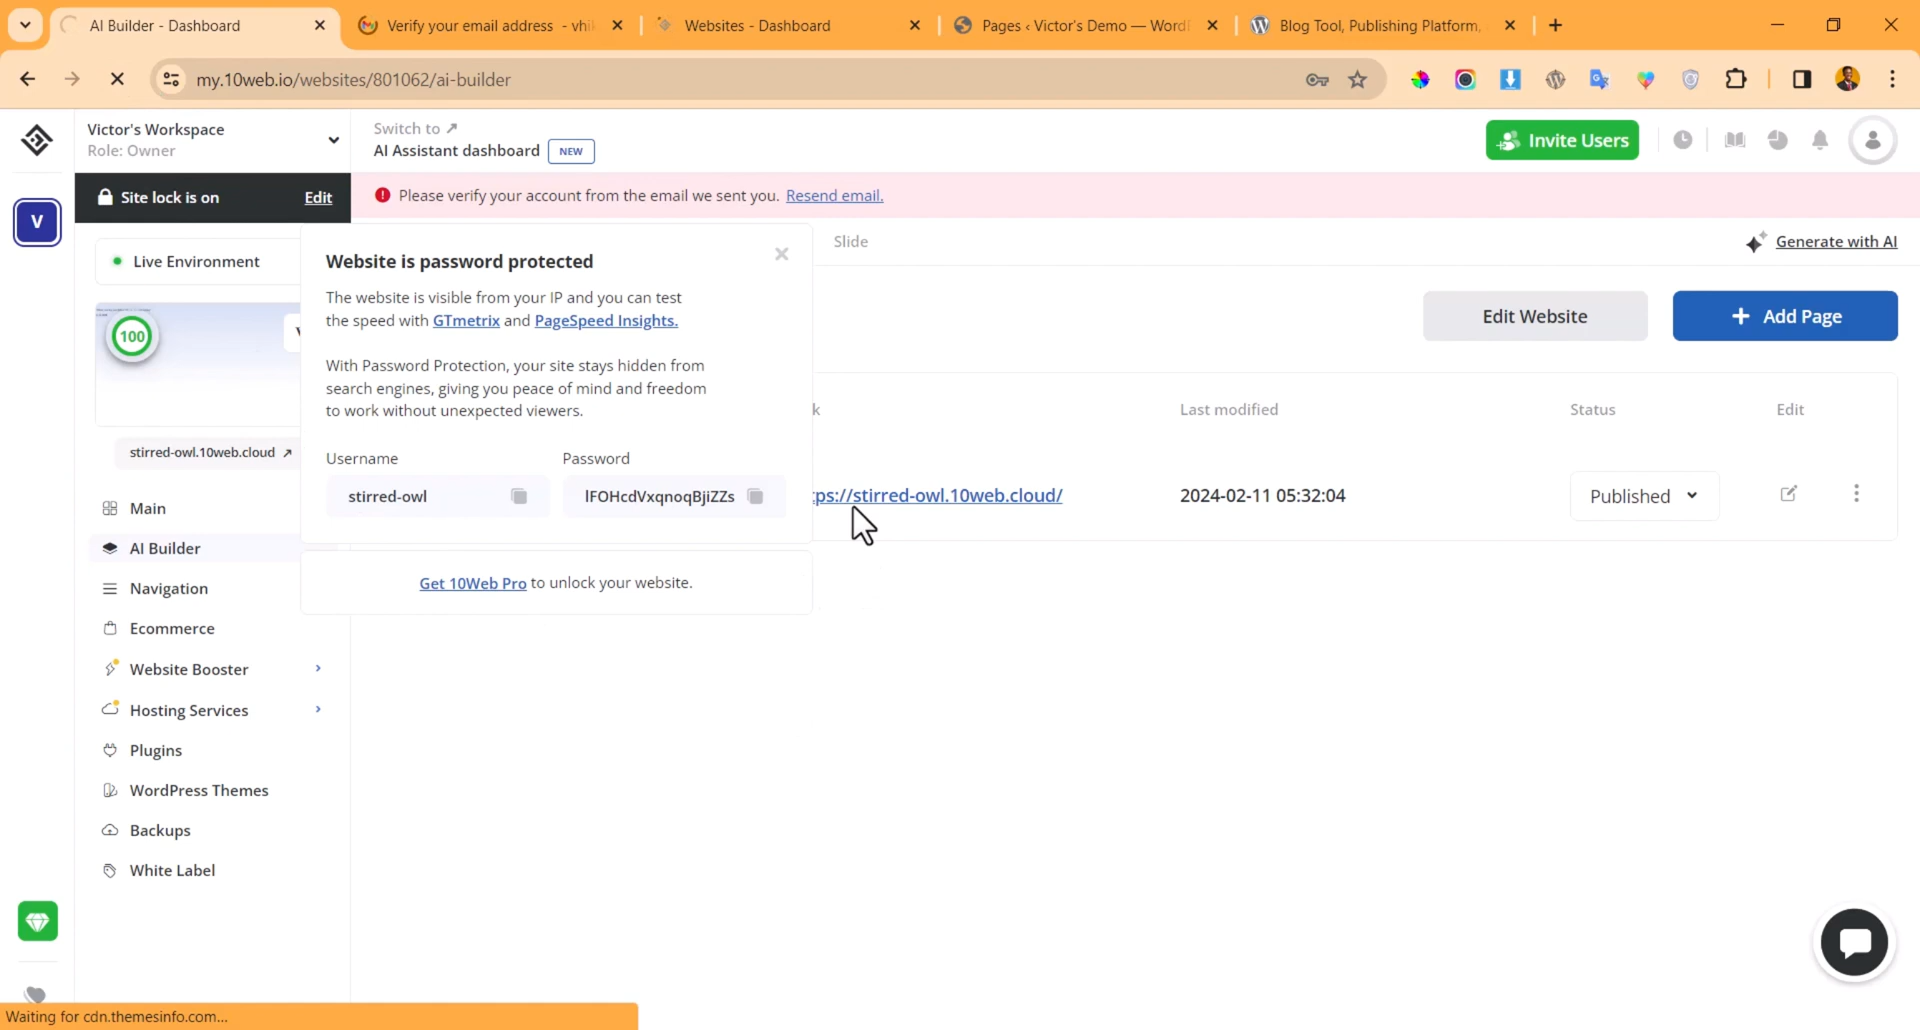 AI Builder - Dashboard
Verify your email address - vhi
Websites - Dashboard
Pages ‹ Victor's Demo — Word
Blog Tool, Publishing Platform,
my.10web.io/websites/801062/ai-builder
Victor's Workspace
Role: Owner
Switch to ↗
AI Assistant dashboard NEW
Invite Users
Site lock is on Edit
Please verify your account from the email we sent you. Resend email.
V
Live Environment
Slide
Generate with AI
100
Website is password protected
The website is visible from your IP and you can test
the speed with GTmetrix and PageSpeed Insights.
With Password Protection, your site stays hidden from
search engines, giving you peace of mind and freedom
to work without unexpected viewers.
Username Password
stirred-owl lFOHcdVxqnoqBjiZZs
Get 10Web Pro to unlock your website.
Edit Website
+ Add Page
k Last modified Status Edit
tps://stirred-owl.10web.cloud/ 2024-02-11 05:32:04 Published
stirred-owl.10web.cloud ↗
Main
AI Builder
Navigation
Ecommerce
Website Booster
Hosting Services
Plugins
WordPress Themes
Backups
White Label
Waiting for cdn.themesinfo.com...